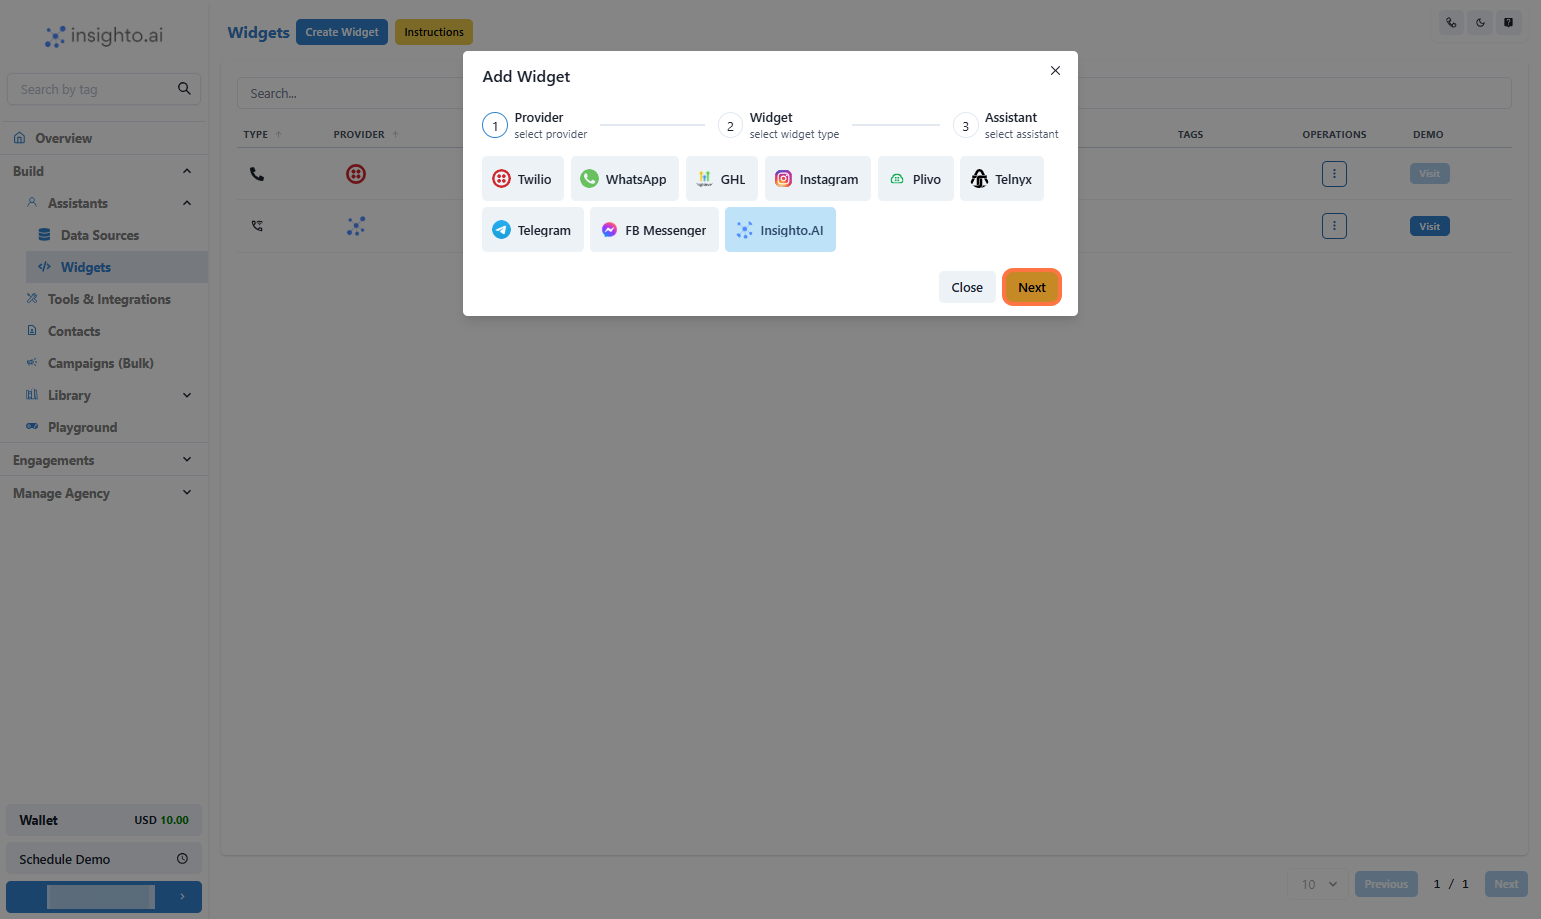 insighto.ai
Search by tag
Overview
Build
Assistants
Data Sources
Widgets
Tools & Integrations
Contacts
Campaigns (Bulk)
Library
Playground
Engagements
Manage Agency
Wallet USD 10.00
Schedule Demo
Widgets Create Widget Instructions
Search...
TYPE PROVIDER TAGS OPERATIONS DEMO
Visit
Visit
Add Widget
1 Provider
select provider
2 Widget
select widget type
3 Assistant
select assistant
Twilio WhatsApp GHL Instagram Plivo Telnyx
Telegram FB Messenger Insighto.AI
Close Next
10 Previous 1 / 1 Next